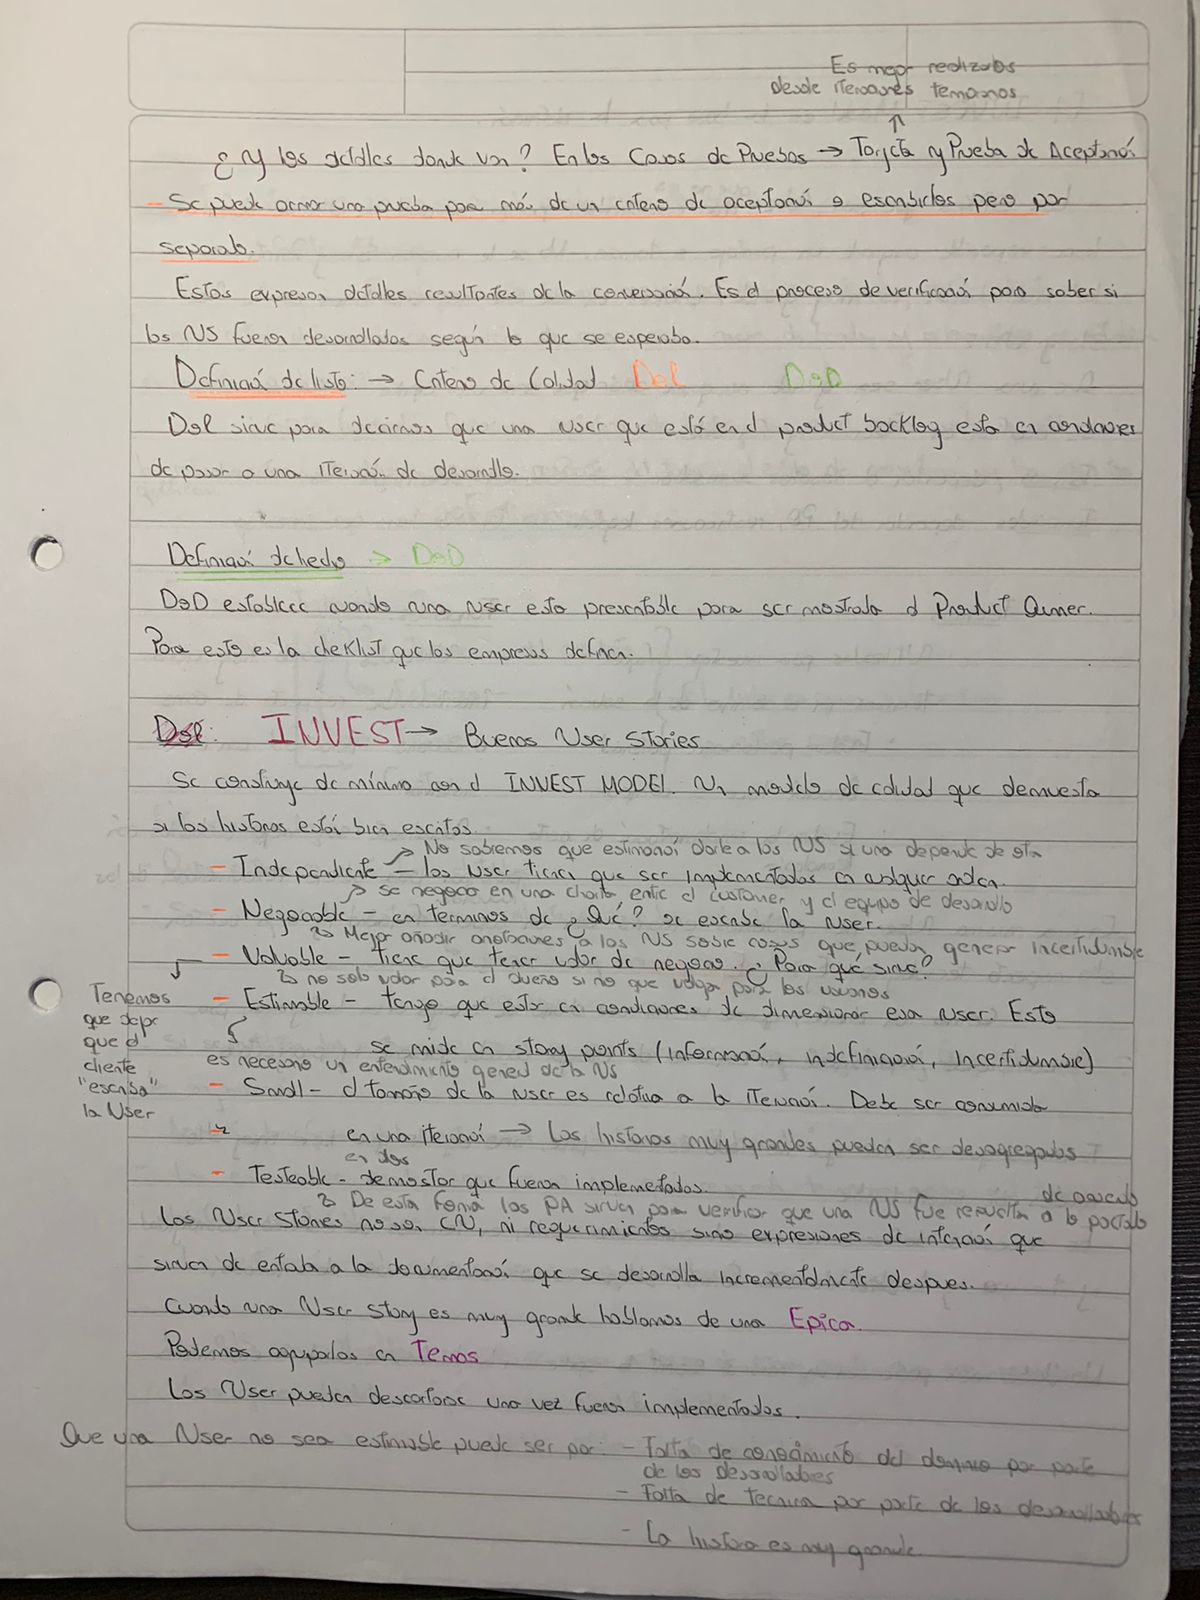 Es mejor realizarlas
desde iteraciones tempranas
¿Y los detalles donde van? En los Casos de Pruebas → Tarjeta y Prueba de Aceptación
- Se puede armar una prueba para más de un criterio de aceptación o escribirlos pero por
separado.
Estas expresan detalles resultantes de la conversación. Es el proceso de verificación para saber si
las US fueron desarrolladas según lo que se esperaba.
Definición de listo: → Criterio de Calidad DoR DoD
DoR sirve para decirnos que una user que está en el product backlog esta en condiciones
de pasar a una iteración de desarrollo.
Definición de hecho → DoD
DoD establece cuando una user esta presentable para ser mostrada al Product Owner.
Para esto es la cheklist que las empresas definen.
DoR: INVEST → Buenas User Stories
Se construye de mínimo con el INVEST MODEL. Un modelo de calidad que demuestra
si las historias están bien escritas.
→ No sabremos que estimación darle a las US si una depende de otra
- Independiente - las User tienen que ser implementadas en cualquier orden.
→ se negocia en una charla entre el customer y el equipo de desarrollo
- Negociable - en terminos de ¿Qué? se escribe la User.
→ Mejor añadir anotaciones a las US sobre cosas que puedan generar incertidumbre
- Valuable - tiene que tener valor de negocio. ¿Para qué sirve?
→ no solo valor para el dueño si no que valga para los usuarios
Tenemos
que dejar
que el
cliente
"escriba"
la User
- Estimable - tengo que estar en condiciones de dimensionar esa user. Esto
se mide en story points (Información, indefinición, Incertidumbre)
es necesario un entendimiento general de la US
- Small - el tamaño de la user es relativa a la iteración. Debe ser consumida
en una iteración → Las historias muy grandes pueden ser desagregadas
en dos
- Testeable - demostrar que fueron implementadas.
→ De esta forma las PA sirven para verificar que una US fue resuelta de acuerdo a lo pactado
Las User stories no son CU, ni requerimientos sino expresiones de intención que
sirven de entrada a la documentación que se desarrolla incrementalmente despues.
Cuando una User story es muy grande hablamos de una Epica.
Podemos agruparlas en Temas
Las User pueden descartarse una vez fueron implementadas.
Que una User no sea estimable puede ser por: - Falta de conocimiento del dominio por parte
de los desarrolladores
- Falta de tecnica por parte de los desarrolladores
- La historia es muy grande.